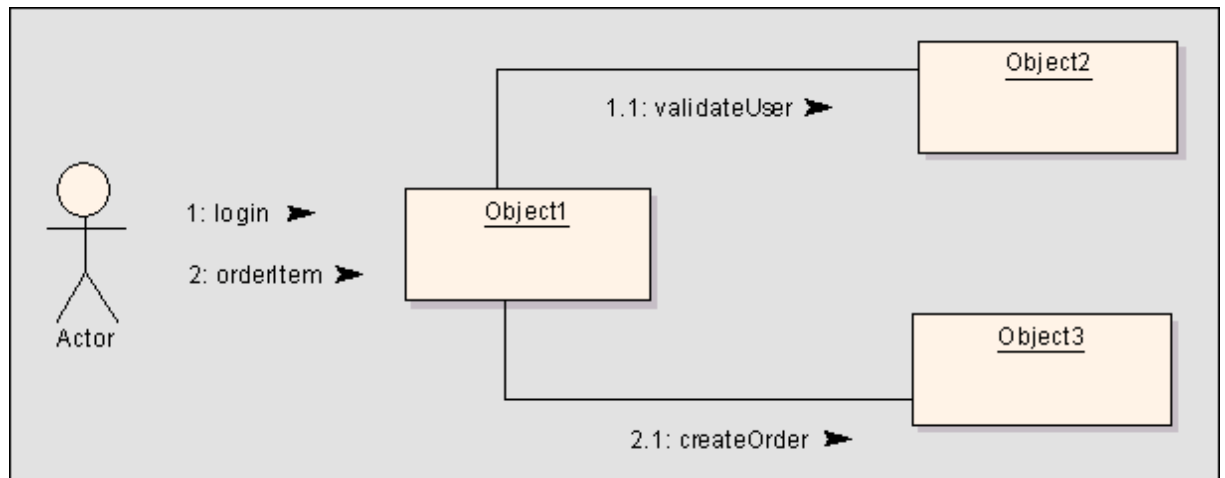 Object2
1.1: validateUser
Object1
1: login
2: orderItem
Actor
Object3
2.1: createOrder